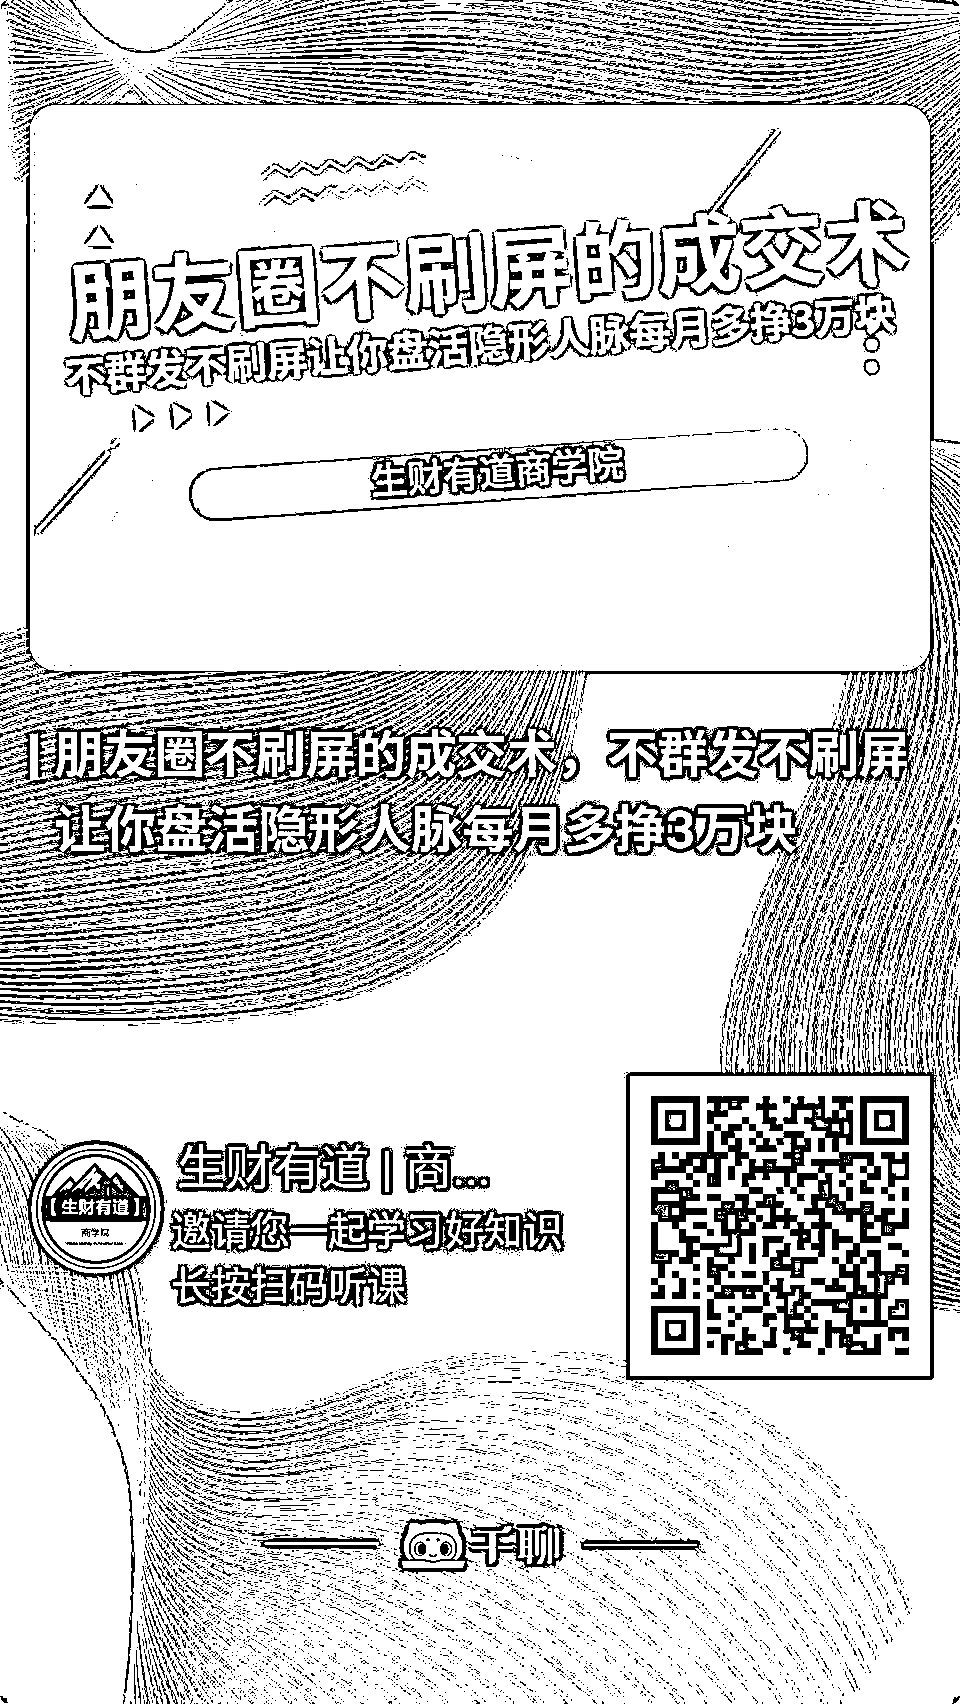 朋友圈不刷屏的成交术
不群发不刷屏让你盘活隐形人脉每月多挣3万块
生财有道商学院
|朋友圈不刷屏的成交术，不群发不刷屏
让你盘活隐形人脉每月多挣3万块
生财有道 | 商...
邀请您一起学习好知识
长按扫码听课
【生财有道】
商学院
千聊